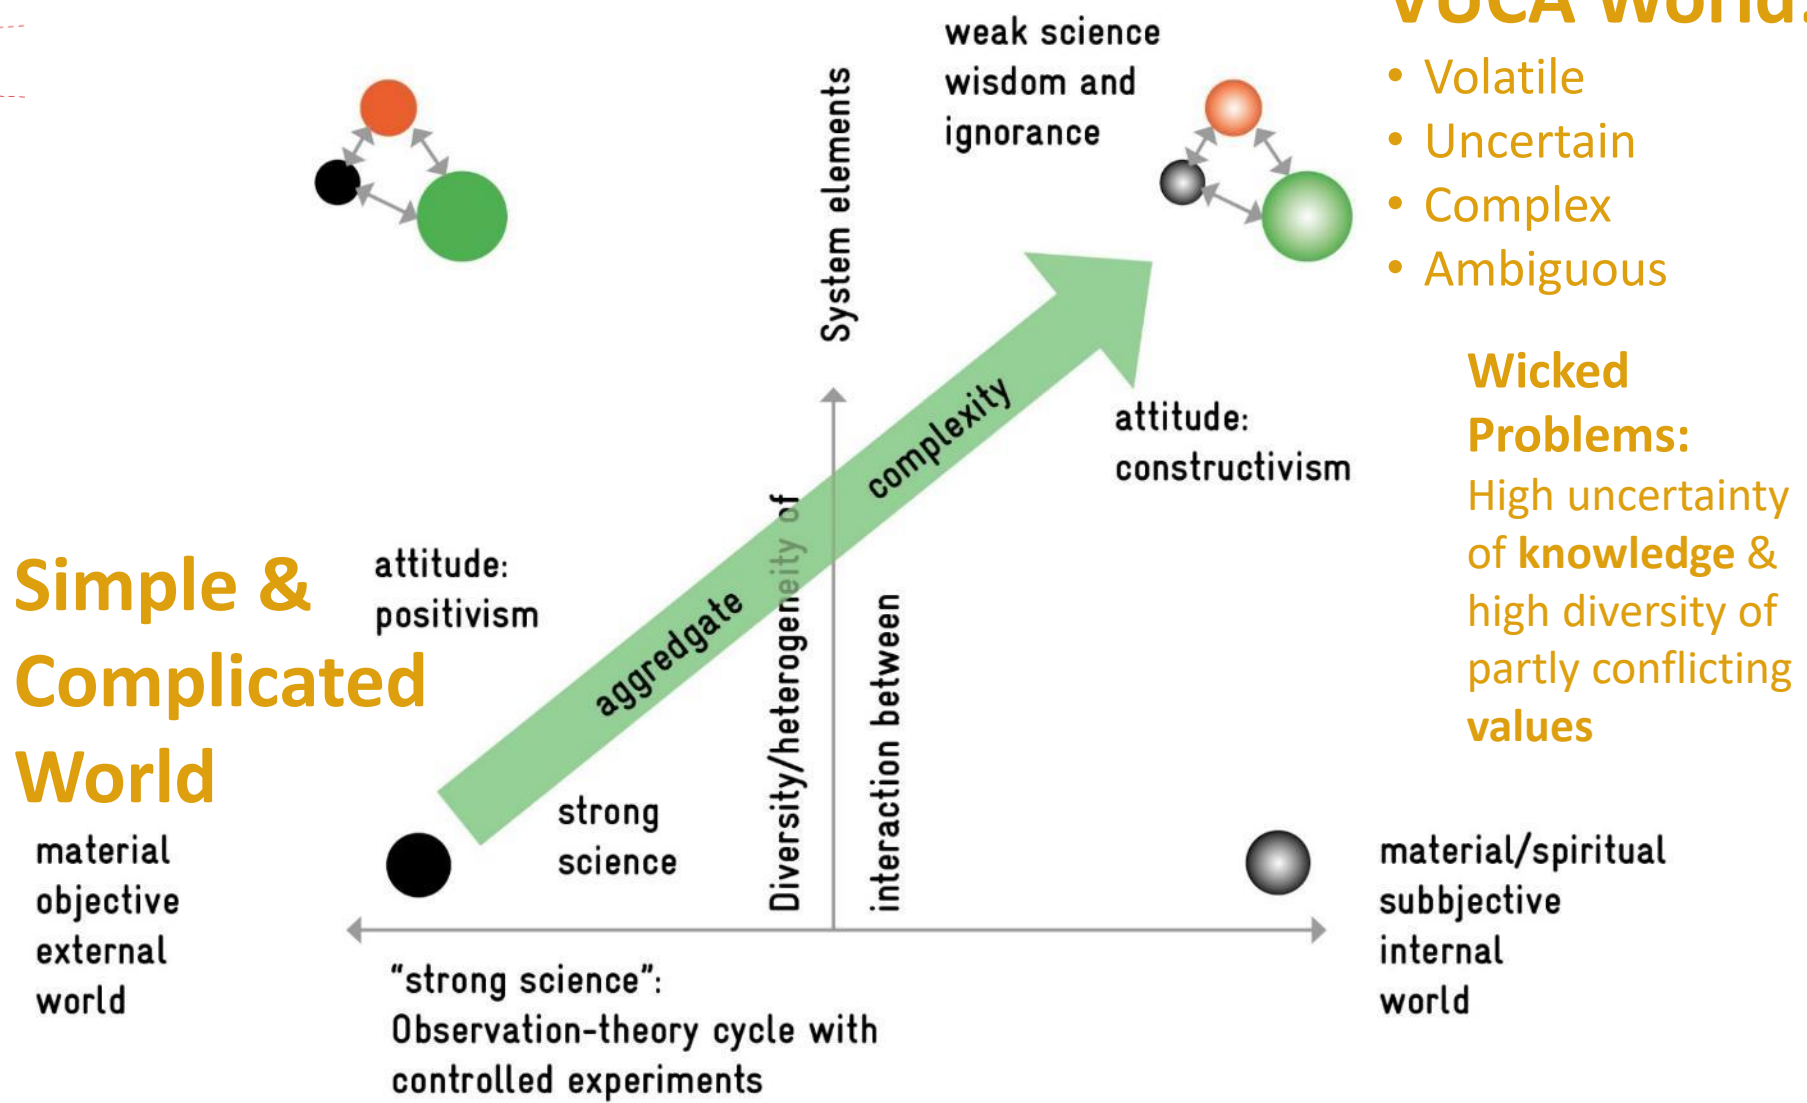 VUCA World:
• Volatile
• Uncertain
• Complex
• Ambiguous
weak science
wisdom and
ignorance
System elements
Diversity/heterogeneity of
interaction between
aggredgate complexity
attitude:
constructivism
Wicked
Problems:
High uncertainty
of knowledge &
high diversity of
partly conflicting
values
Simple &
Complicated
World
attitude:
positivism
strong
science
material
objective
external
world
material/spiritual
subbjective
internal
world
“strong science”:
Observation-theory cycle with
controlled experiments